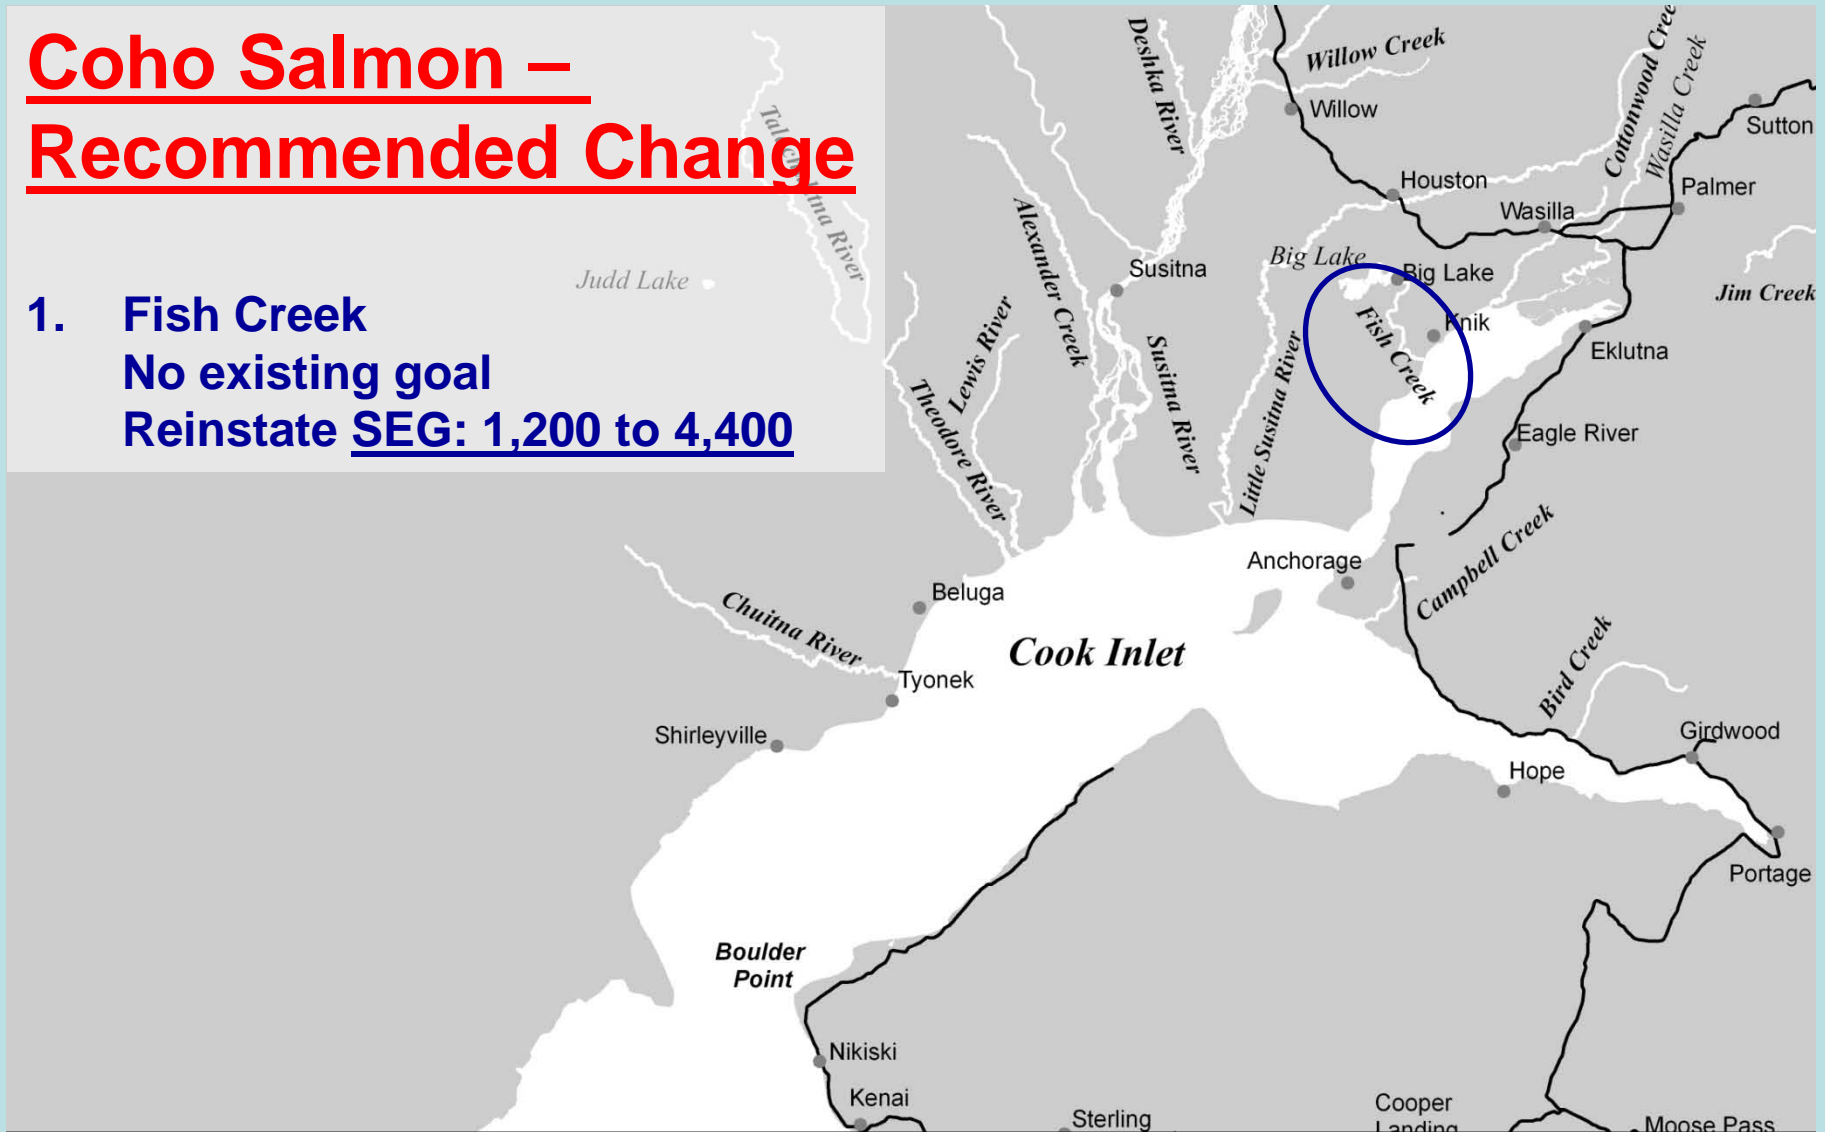 Coho Salmon –
Recommended Change
1. Fish Creek
No existing goal
Reinstate SEG: 1,200 to 4,400
Talachulitna River
Judd Lake
Deshka River
Willow Creek
Willow
Cottonwood Cree
Wasilla Creek
Sutton
Houston
Palmer
Wasilla
Alexander Creek
Susitna
Big Lake
Big Lake
Jim Creek
Lewis River
Knik
Fish Creek
Eklutna
Theodore River
Susitna River
Little Susitna River
Eagle River
Anchorage
Campbell Creek
Beluga
Chuitna River
Cook Inlet
Bird Creek
Tyonek
Shirleyville
Girdwood
Hope
Portage
Boulder
Point
Nikiski
Kenai
Sterling
Cooper
Landing
Moose Pass